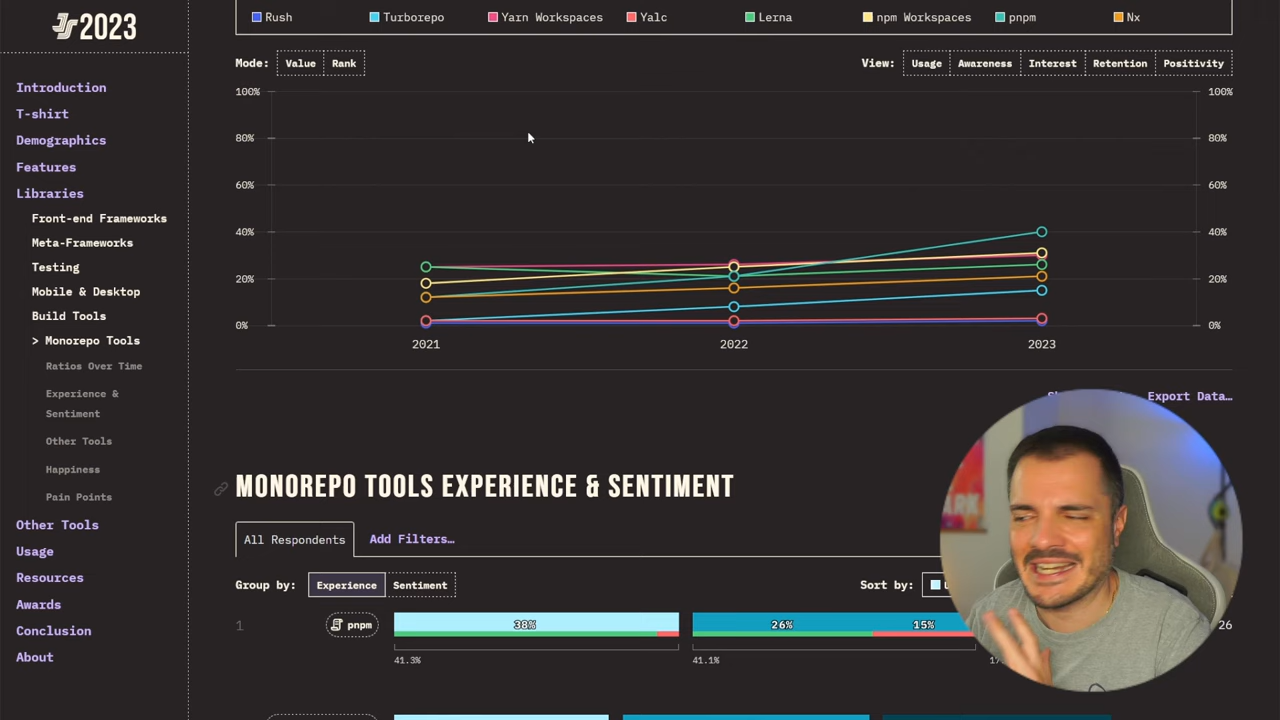 JS 2023
Rush
Turborepo
Yarn Workspaces
Yalc
Lerna
npm Workspaces
pnpm
Nx
Mode:
Value
Rank
View:
Usage
Awareness
Interest
Retention
Positivity
100%
80%
60%
40%
20%
0%
100%
80%
60%
40%
20%
0%
2021
2022
2023
Introduction
T-shirt
Demographics
Features
Libraries
Front-end Frameworks
Meta-Frameworks
Testing
Mobile & Desktop
Build Tools
> Monorepo Tools
Ratios Over Time
Experience &
Sentiment
Other Tools
Happiness
Pain Points
Other Tools
Usage
Resources
Awards
Conclusion
About
Export Data…
MONOREPO TOOLS EXPERIENCE & SENTIMENT
All Respondents
Add Filters…
Group by:
Experience
Sentiment
Sort by:
1
pnpm
38%
26%
15%
26
41.3%
41.1%